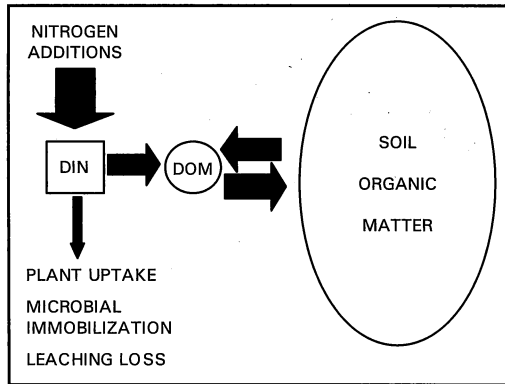 NITROGEN
ADDITIONS
DIN
DOM
SOIL
ORGANIC
MATTER
PLANT UPTAKE
MICROBIAL
IMMOBILIZATION
LEACHING LOSS